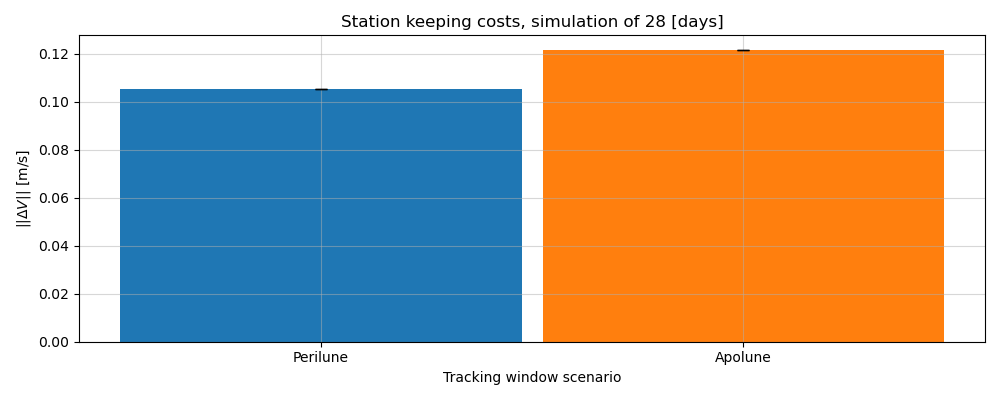 Station keeping costs, simulation of 28 [days]
0.12
0.10
0.08
0.06
0.04
0.02
0.00
||ΔV|| [m/s]
Perilune Apolune
Tracking window scenario